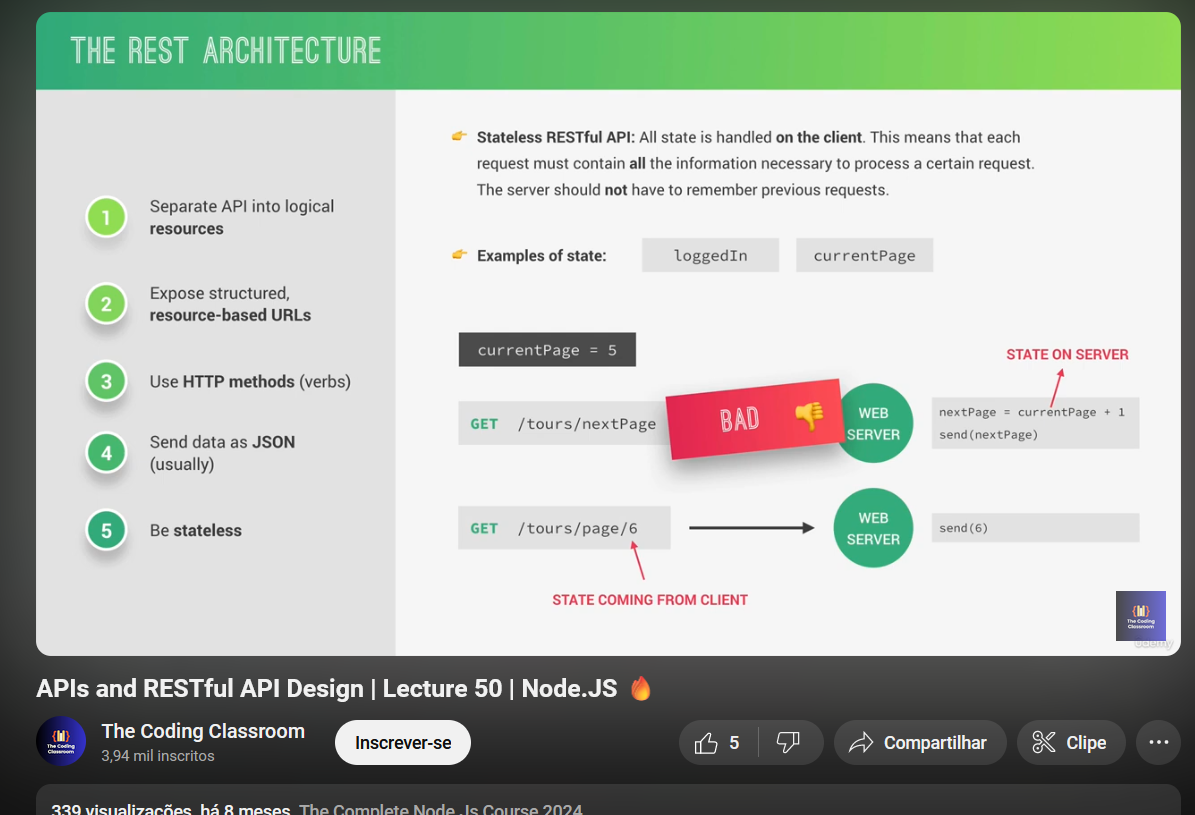 THE REST ARCHITECTURE
1
Separate API into logical
resources
2
Expose structured,
resource-based URLs
3
Use HTTP methods (verbs)
4
Send data as JSON
(usually)
5
Be stateless
👉 Stateless RESTful API: All state is handled on the client. This means that each
request must contain all the information necessary to process a certain request.
The server should not have to remember previous requests.
👉 Examples of state:
loggedIn
currentPage
currentPage = 5
STATE ON SERVER
GET /tours/nextPage
BAD 👎
WEB
SERVER
nextPage = currentPage + 1
send(nextPage)
GET /tours/page/6
WEB
SERVER
send(6)
STATE COMING FROM CLIENT
{}
The Coding
Classroom
udemy
APIs and RESTful API Design | Lecture 50 | Node.JS 🔥
The Coding
Classroom
The Coding Classroom
3,94 mil inscritos
Inscrever-se
5
Compartilhar
Clipe
339 visualizações há 8 meses The Complete Node Js Course 2024